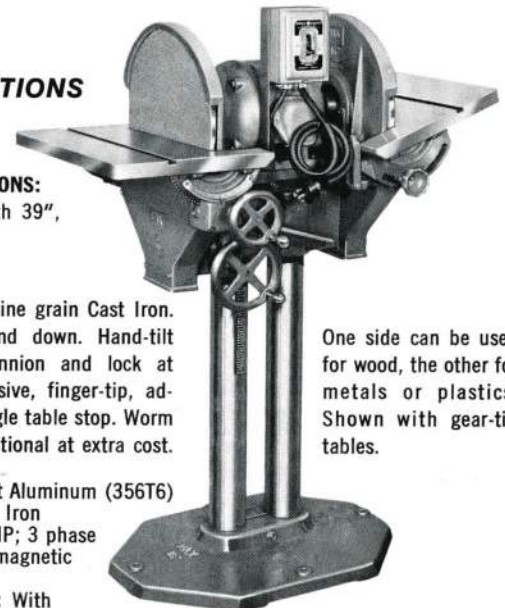 TIONS
ONS:
th 39",
ine grain Cast Iron.
nd down. Hand-tilt
nnion and lock at
sive, finger-tip, ad-
gle table stop. Worm
tional at extra cost.
t Aluminum (356T6)
Iron
HP; 3 phase
magnetic
: With
One side can be use
for wood, the other fo
metals or plastics
Shown with gear-ti
tables.